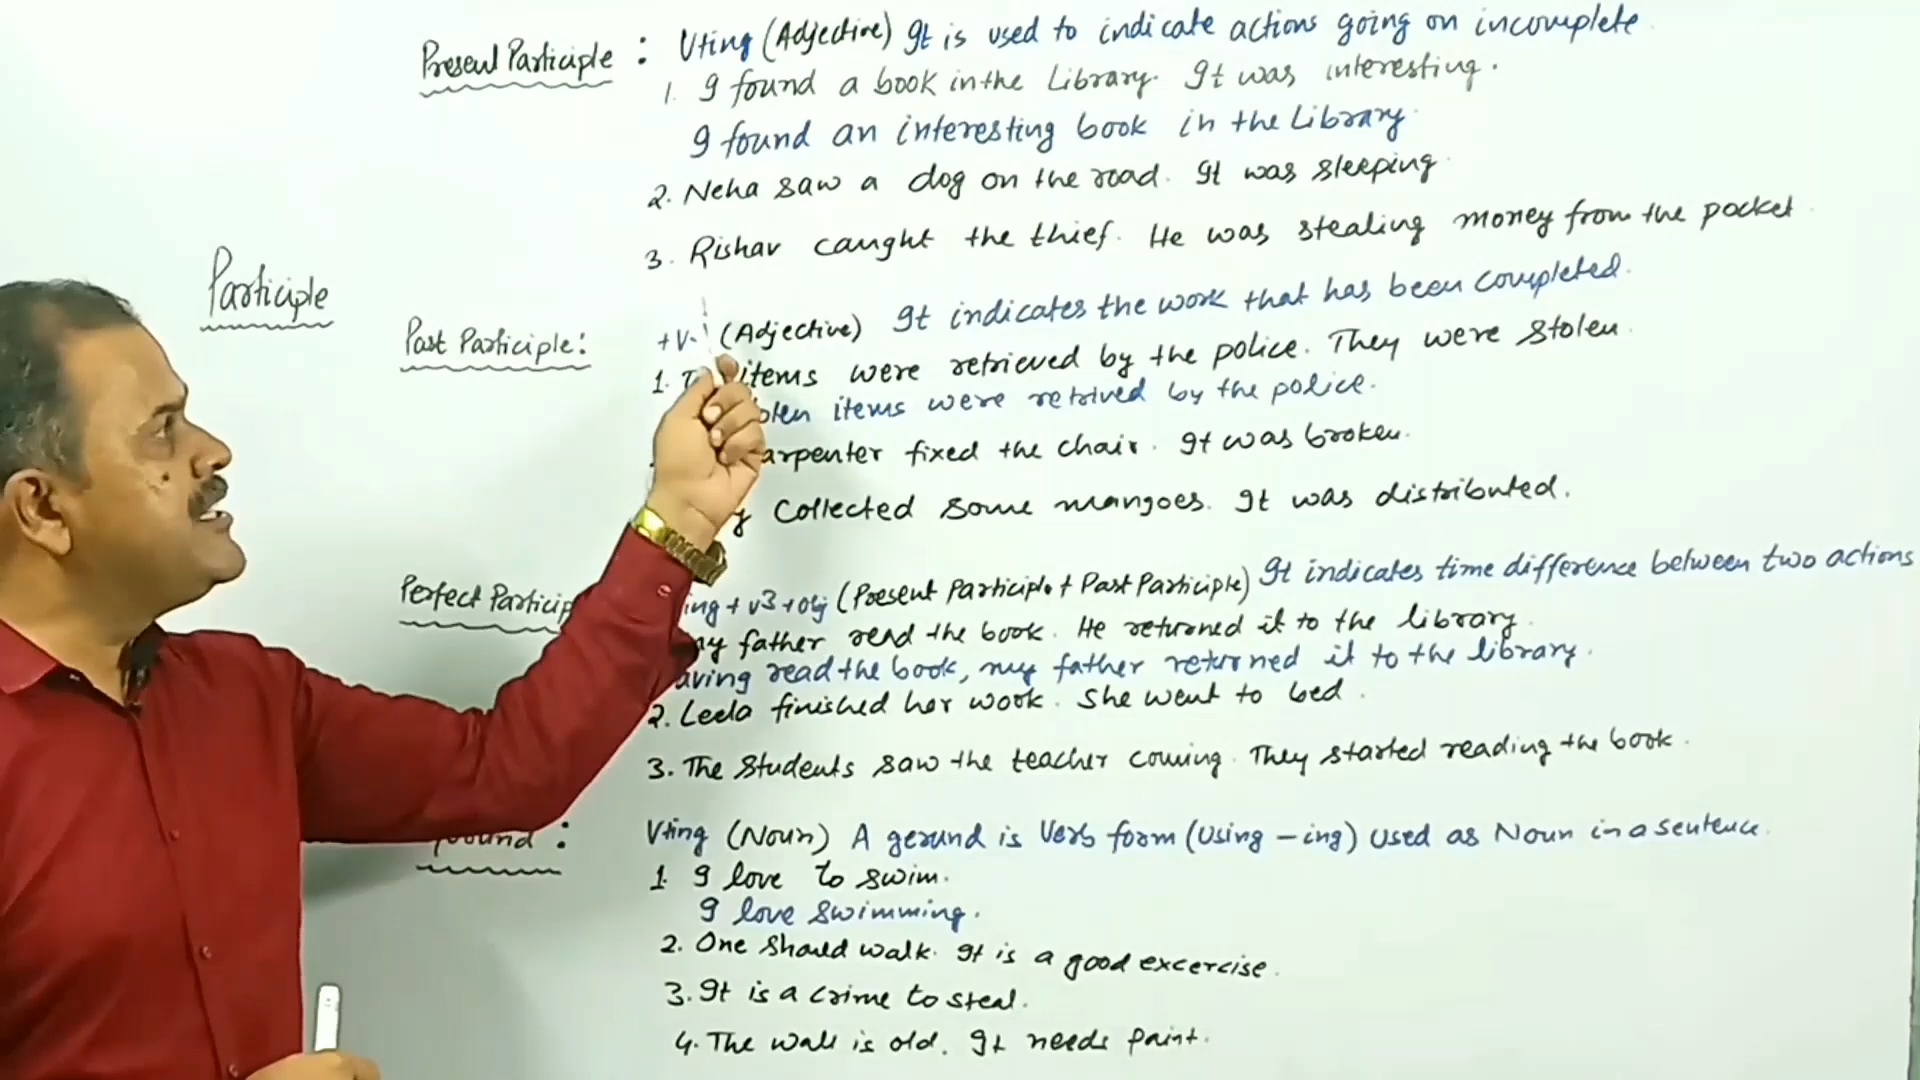 Present Participle : V+ing (Adjective) It is used to indicate actions going on incomplete
1. I found a book in the Library. It was interesting.
I found an interesting book in the Library.
2. Neha saw a dog on the road. It was sleeping.
3. Rishav caught the thief. He was stealing money from the pocket.
Participle
Past Participle: (Adjective) It indicates the work that has been completed.
1. items were retrieved by the police. They were stolen.
items were retrived by the police.
fixed the chair. It was broken.
collected some mangoes. It was distributed.
Perfect + v3 + obj (Present Participle + Past Participle) It indicates time difference between two actions
my father read the book. He returned it to the library.
read the book, my father returned it to the library.
2. Leela finished her work. She went to bed.
3. The students saw the teacher coming. They started reading the book.
: V+ing (Noun) A gerund is Verb form (using - ing) used as Noun in a sentence.
1. I love to swim.
I love swimming.
2. One should walk. It is a good excercise.
3. It is a crime to steal.
4. The wall is old. It needs paint.